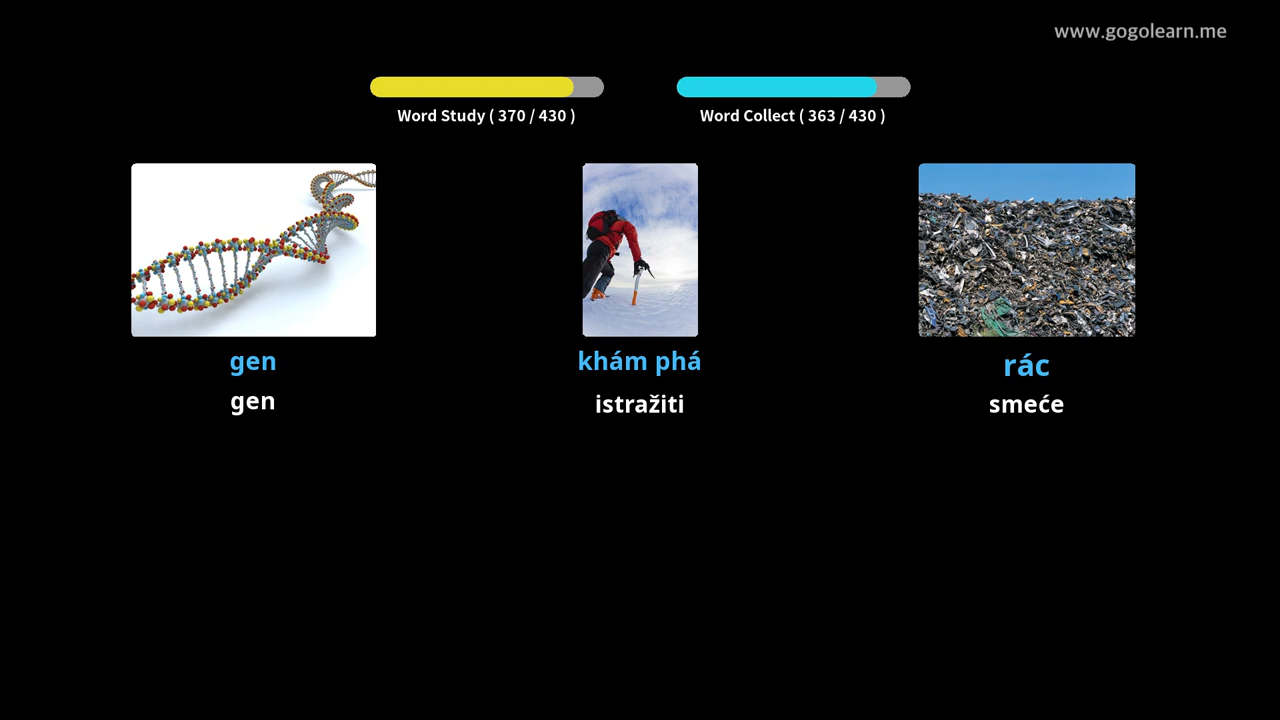 www.gogolearn.me
Word Study ( 370 / 430 )
Word Collect ( 363 / 430 )
gen
gen
khám phá
istražiti
rác
smeće